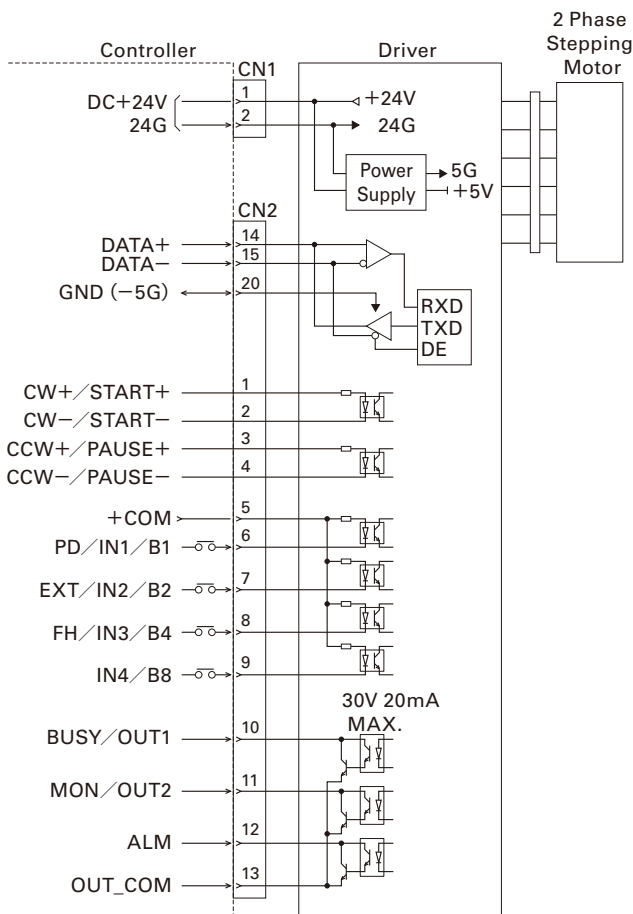 2 Phase
Stepping
Motor
Controller
Driver
CN1
DC+24V
1
+24V
24G
2
24G
Power
Supply
5G
+5V
CN2
DATA+
14
DATA−
15
GND (−5G)
20
RXD
TXD
DE
CW+/START+
1
CW−/START−
2
CCW+/PAUSE+
3
CCW−/PAUSE−
4
+COM
5
PD/IN1/B1
6
EXT/IN2/B2
7
FH/IN3/B4
8
IN4/B8
9
30V 20mA
MAX.
BUSY/OUT1
10
MON/OUT2
11
ALM
12
OUT_COM
13